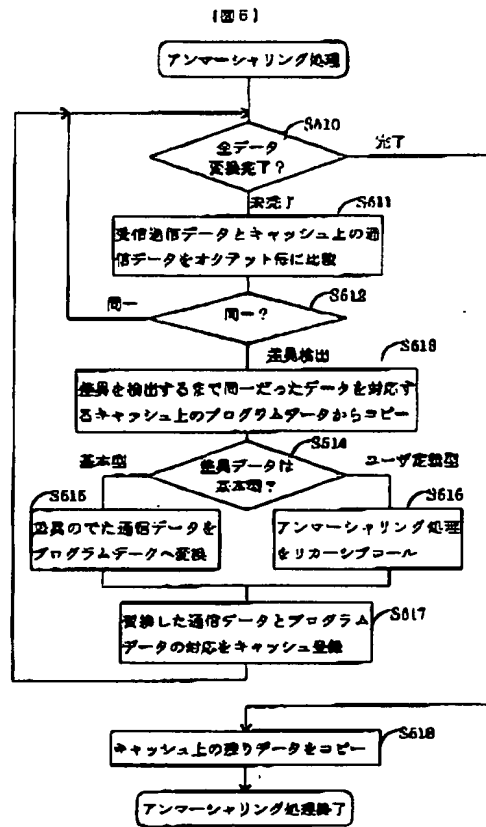 【図6】
アンマーシャリング処理
S610
全データ
変換完了?
完了
未完了
S611
受信通信データとキャッシュ上の通
信データをオクテット毎に比較
S612
同一?
同一
差異検出
S613
差異を検出するまで同一だったデータを対応す
るキャッシュ上のプログラムデータからコピー
S614
差異データは
基本型?
基本型
ユーザ定義型
S615
差異のでた通信データを
プログラムデータへ変換
S616
アンマーシャリング処理
をリカーシブコール
S617
変換した通信データとプログラム
データの対応をキャッシュ登録
S618
キャッシュ上の残りデータをコピー
アンマーシャリング処理終了